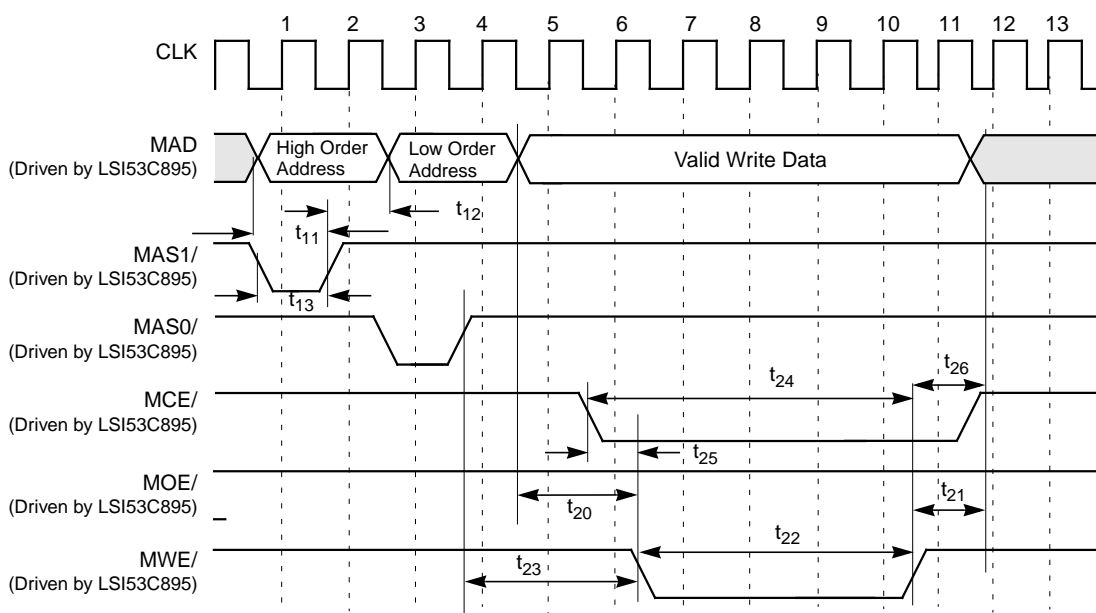 1 2 3 4 5 6 7 8 9 10 11 12 13
CLK
MAD
(Driven by LSI53C895)
High Order
Address
Low Order
Address
Valid Write Data
t12
t11
MAS1/
(Driven by LSI53C895)
t13
MAS0/
(Driven by LSI53C895)
t24
t26
MCE/
(Driven by LSI53C895)
t25
MOE/
(Driven by LSI53C895)
t20
t21
t22
MWE/
(Driven by LSI53C895)
t23